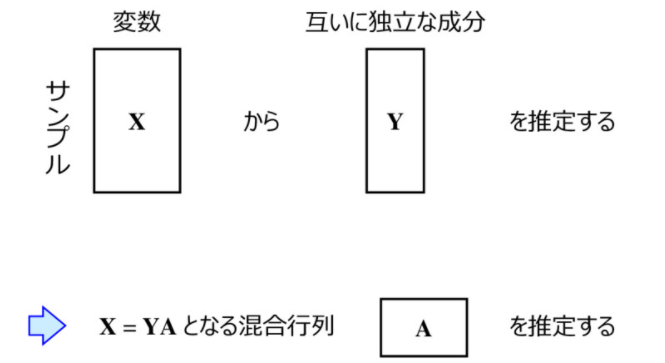 変数
互いに独立な成分
サンプル
X
から
Y
を推定する
X = YA となる混合行列
A
を推定する